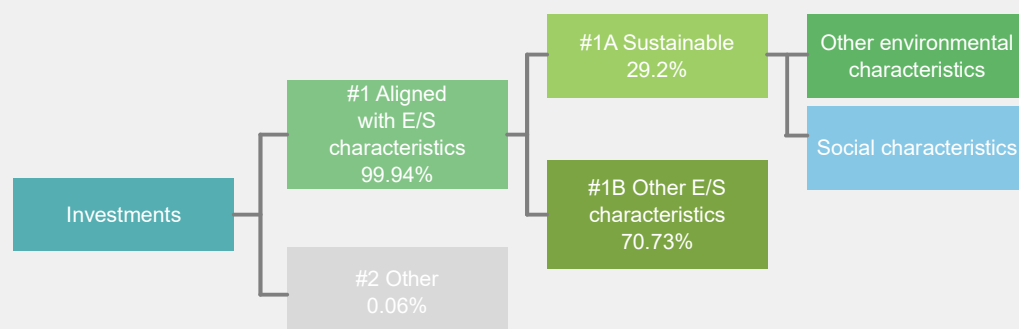 Investments
#1 Aligned
with E/S
characteristics
99.94%
#2 Other
0.06%
#1A Sustainable
29.2%
#1B Other E/S
characteristics
70.73%
Other environmental
characteristics
Social characteristics